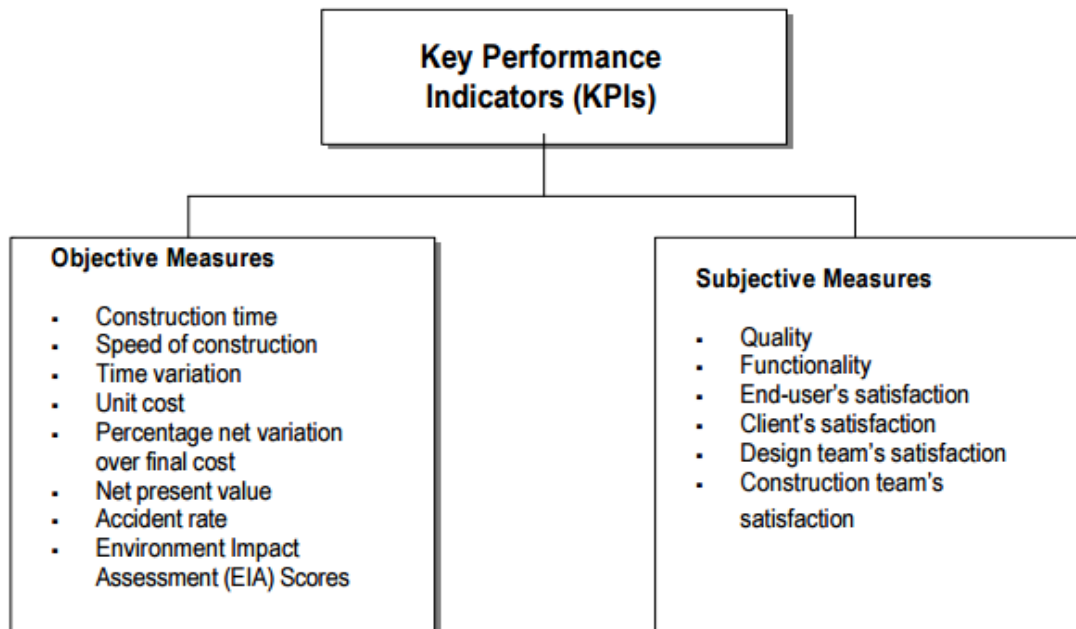 Key Performance
Indicators (KPIs)
Objective Measures
▪ Construction time
▪ Speed of construction
▪ Time variation
▪ Unit cost
▪ Percentage net variation
over final cost
▪ Net present value
▪ Accident rate
▪ Environment Impact
Assessment (EIA) Scores
Subjective Measures
▪ Quality
▪ Functionality
▪ End-user’s satisfaction
▪ Client’s satisfaction
▪ Design team’s satisfaction
▪ Construction team’s
satisfaction